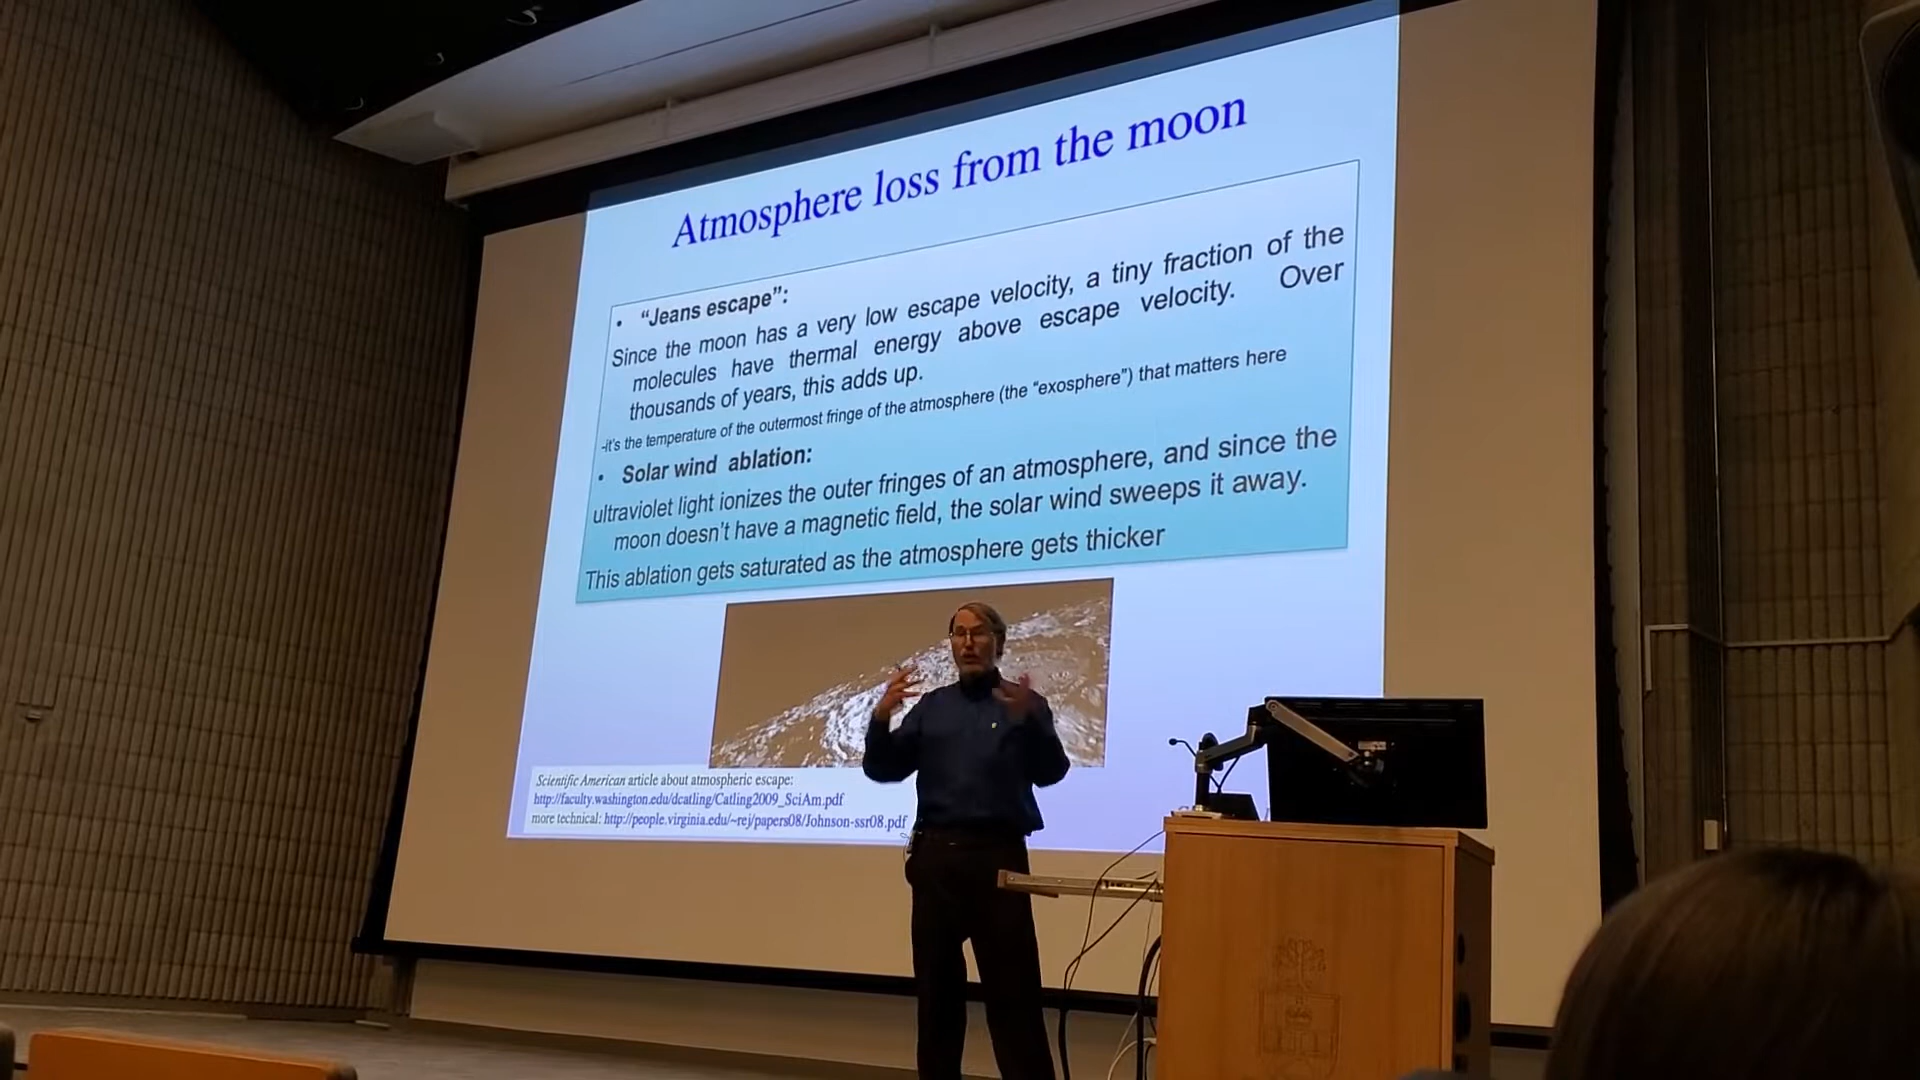 Atmosphere loss from the moon
• “Jeans escape”:
Since the moon has a very low escape velocity, a tiny fraction of the
molecules have thermal energy above escape velocity. Over
thousands of years, this adds up.
-it's the temperature of the outermost fringe of the atmosphere (the “exosphere”) that matters here
• Solar wind ablation:
ultraviolet light ionizes the outer fringes of an atmosphere, and since the
moon doesn't have a magnetic field, the solar wind sweeps it away.
This ablation gets saturated as the atmosphere gets thicker
Scientific American article about atmospheric escape:
http://faculty.washington.edu/dcatling/Catling2009_SciAm.pdf
more technical: http://people.virginia.edu/~rej/papers08/Johnson-ssr08.pdf